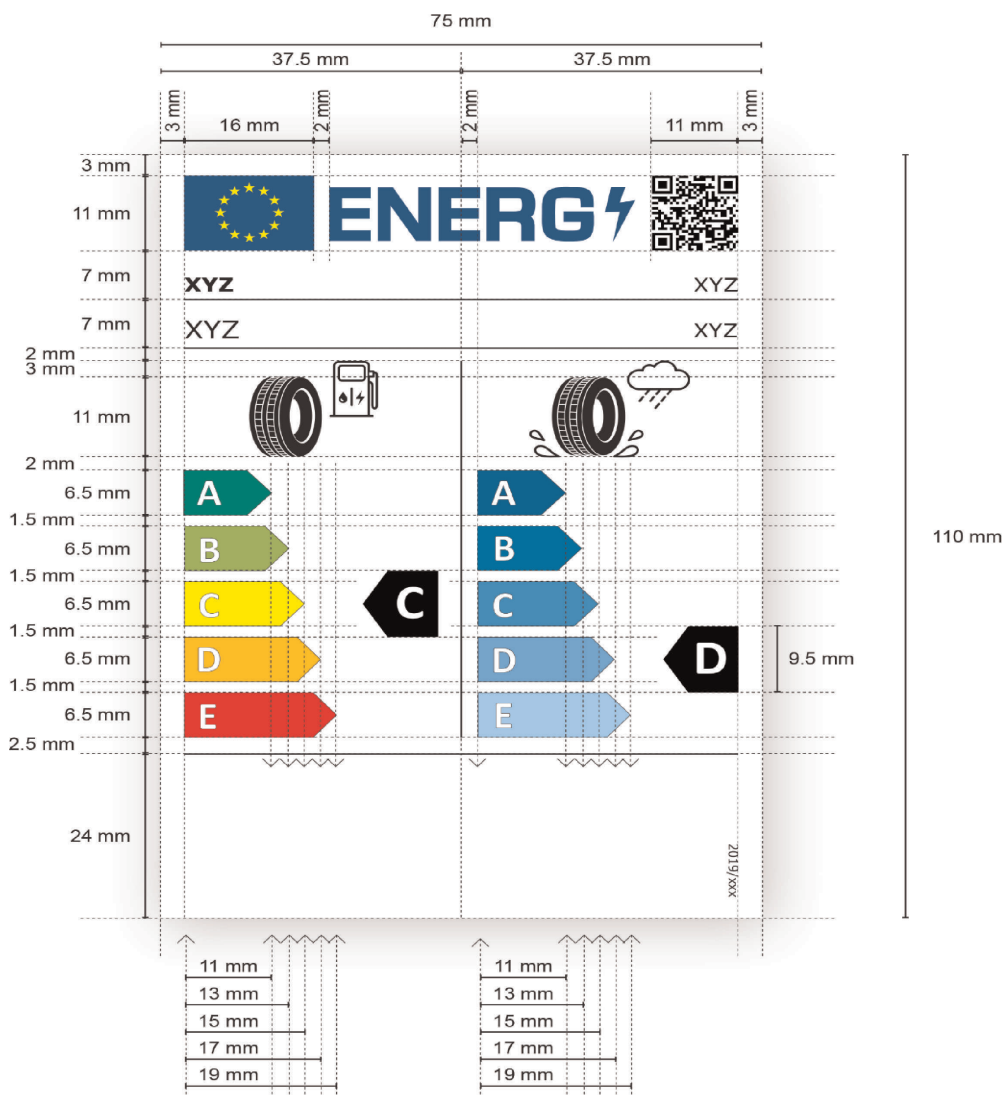 75 mm
37.5 mm 37.5 mm
3 mm 16 mm 2 mm 2 mm 11 mm 3 mm
3 mm
11 mm ENERG
7 mm XYZ XYZ
7 mm XYZ XYZ
2 mm
3 mm
11 mm
2 mm
6.5 mm A A
1.5 mm
6.5 mm B B
110 mm
1.5 mm
6.5 mm C C C
1.5 mm
6.5 mm D D D 9.5 mm
1.5 mm
6.5 mm E E
2.5 mm
24 mm
2019/xxx
11 mm 11 mm
13 mm 13 mm
15 mm 15 mm
17 mm 17 mm
19 mm 19 mm